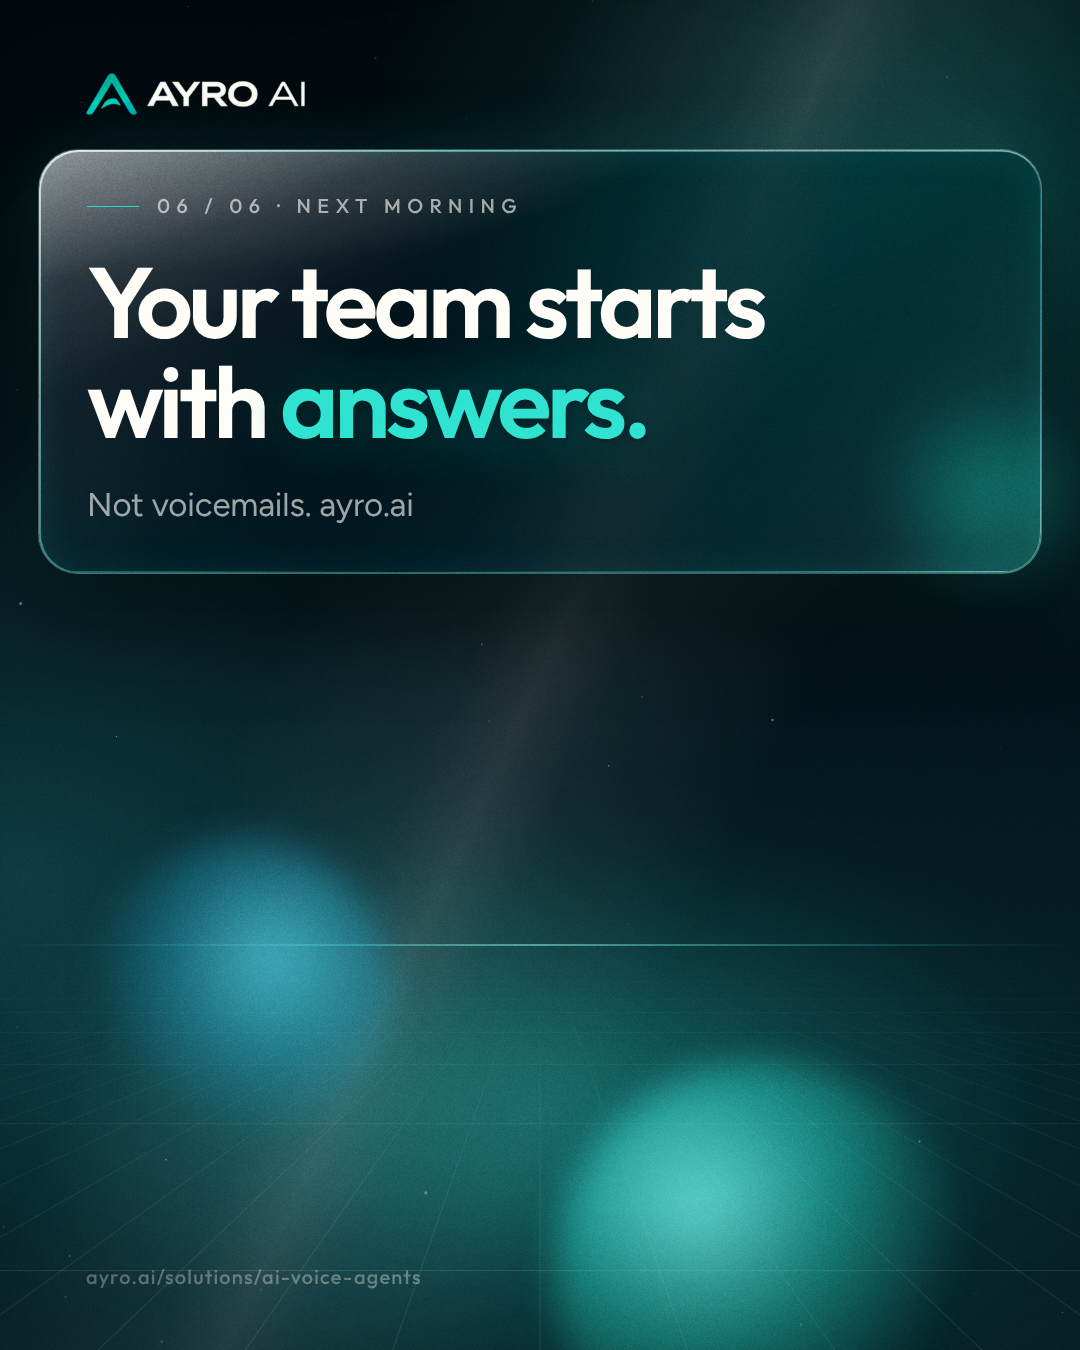 AYRO AI
06 / 06 · NEXT MORNING
Your team starts
with answers.
Not voicemails. ayro.ai
ayro.ai/solutions/ai-voice-agents